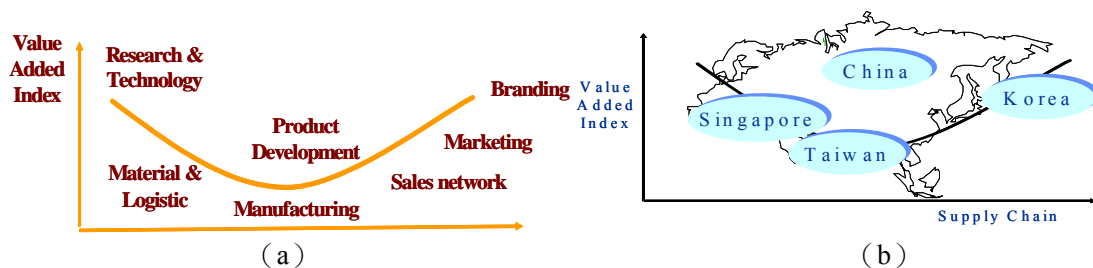 Value
Added
Index
Research &
Technology
Product
Development
Branding
Marketing
Sales network
Material &
Logistic
Manufacturing
(a)
Value
Added
Index
China
Singapore
Korea
Taiwan
Supply Chain
(b)